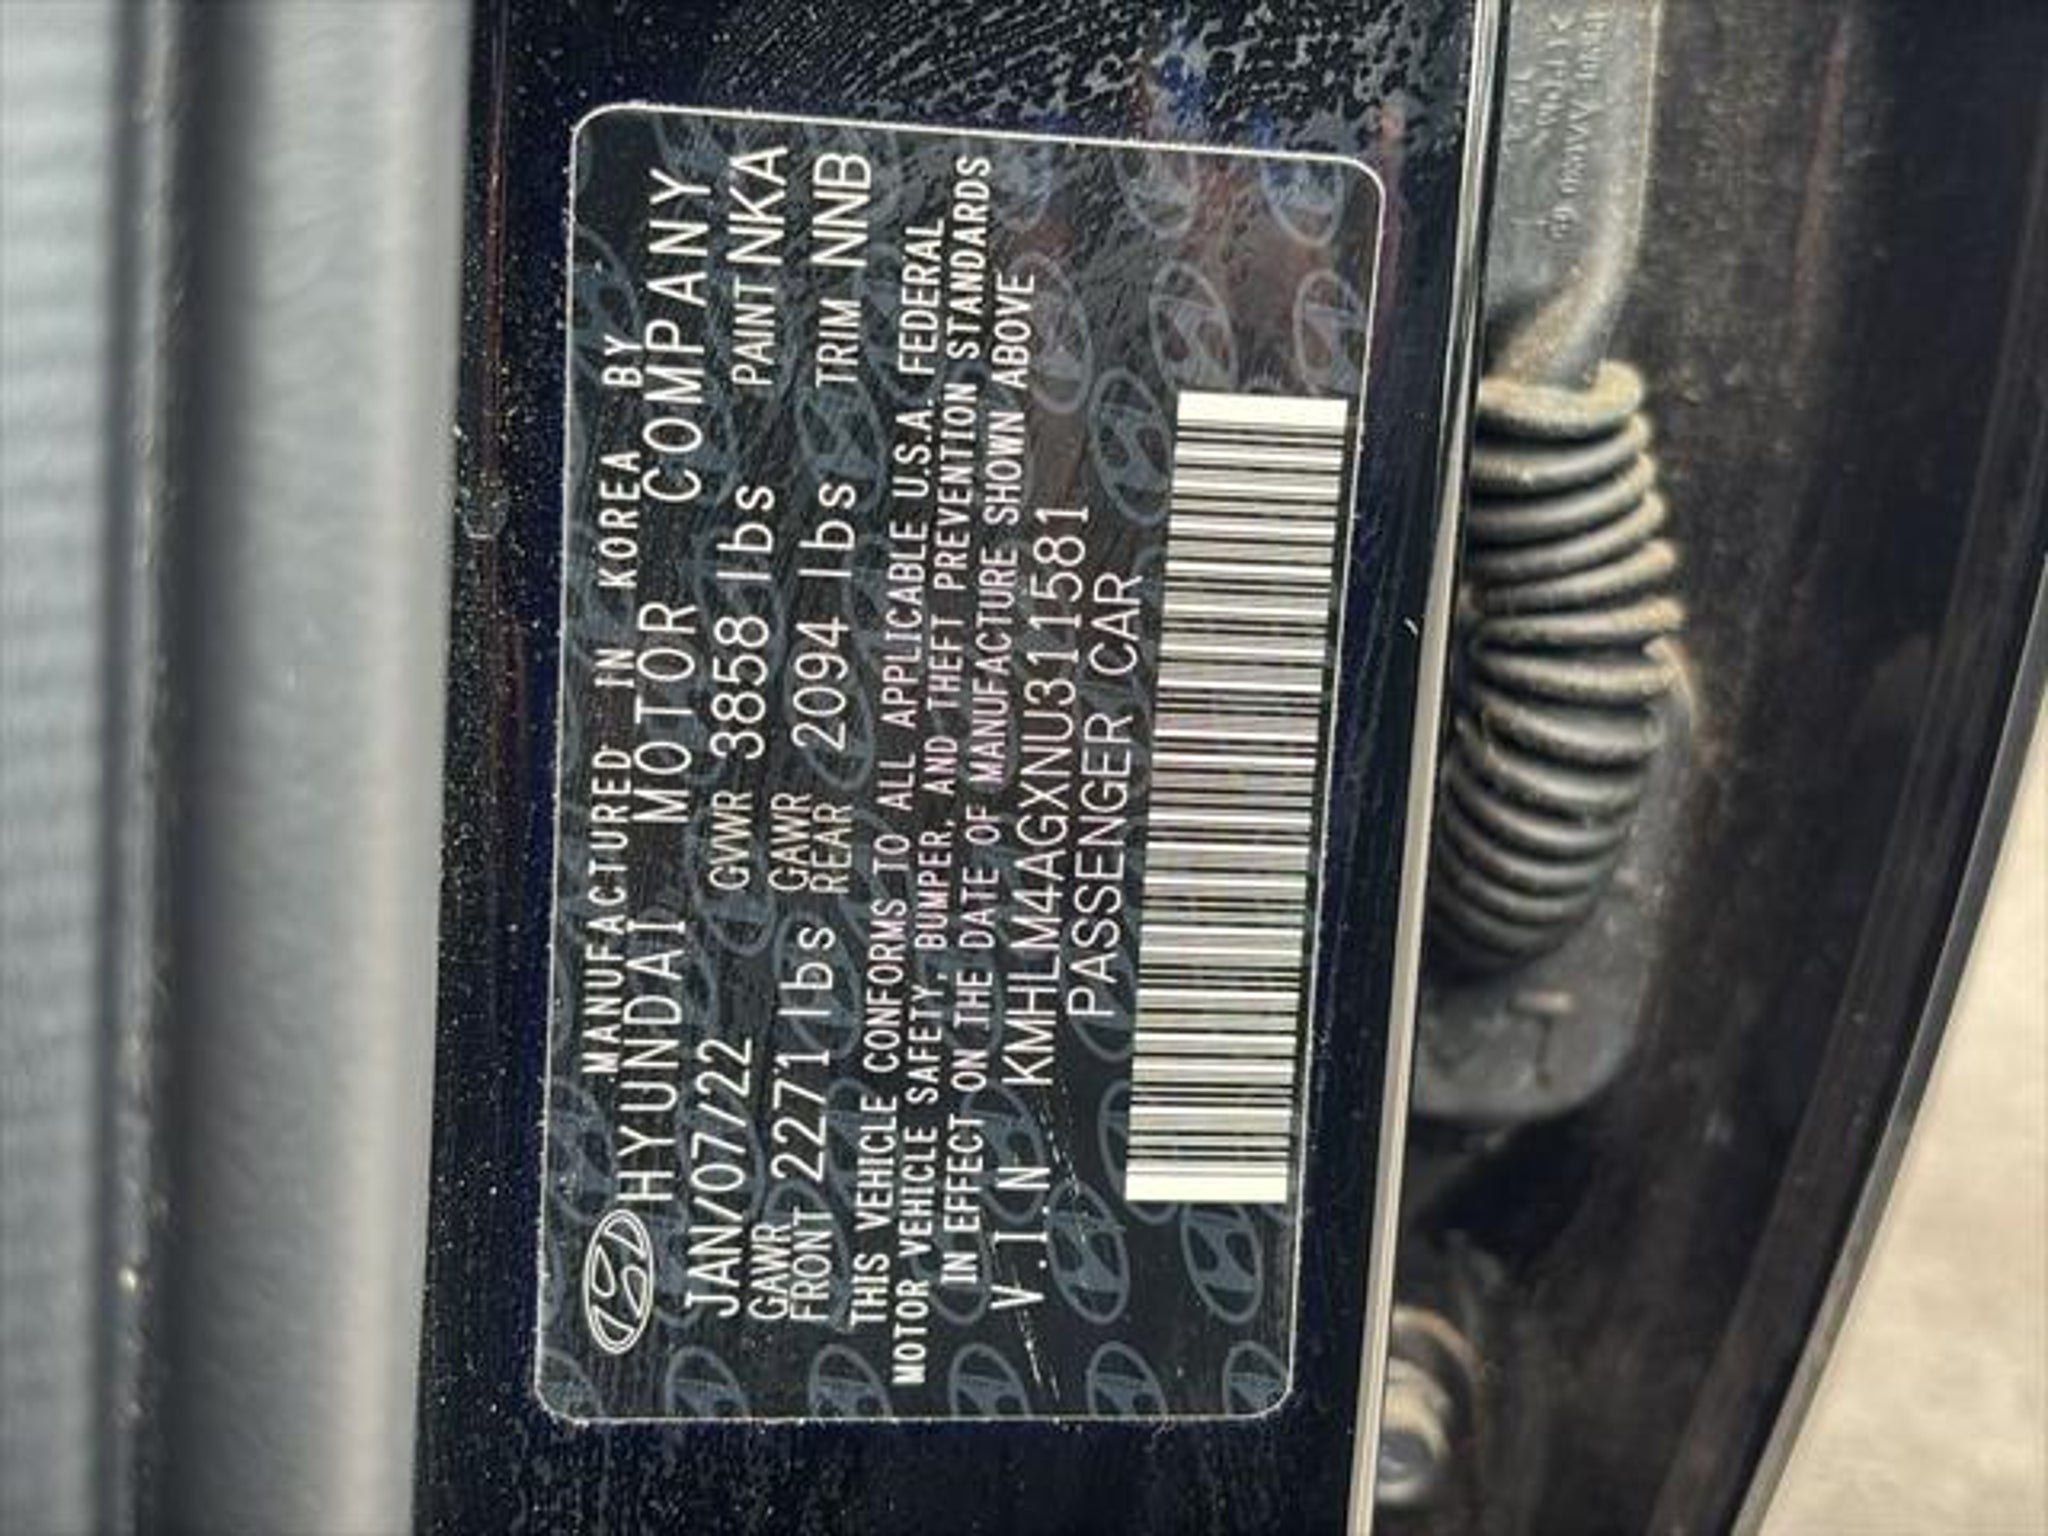 MANUFACTURED IN KOREA BY
HYUNDAI MOTOR COMPANY
JAN/07/22 GVWR 3858 lbs PAINT NKA
GAWR FRONT 2271 lbs GAWR REAR 2094 lbs TRIM NNB
THIS VEHICLE CONFORMS TO ALL APPLICABLE U.S.A. FEDERAL
MOTOR VEHICLE SAFETY, BUMPER, AND THEFT PREVENTION STANDARDS
IN EFFECT ON THE DATE OF MANUFACTURE SHOWN ABOVE
V.I.N KMHLM4AGXNU311581
PASSENGER CAR